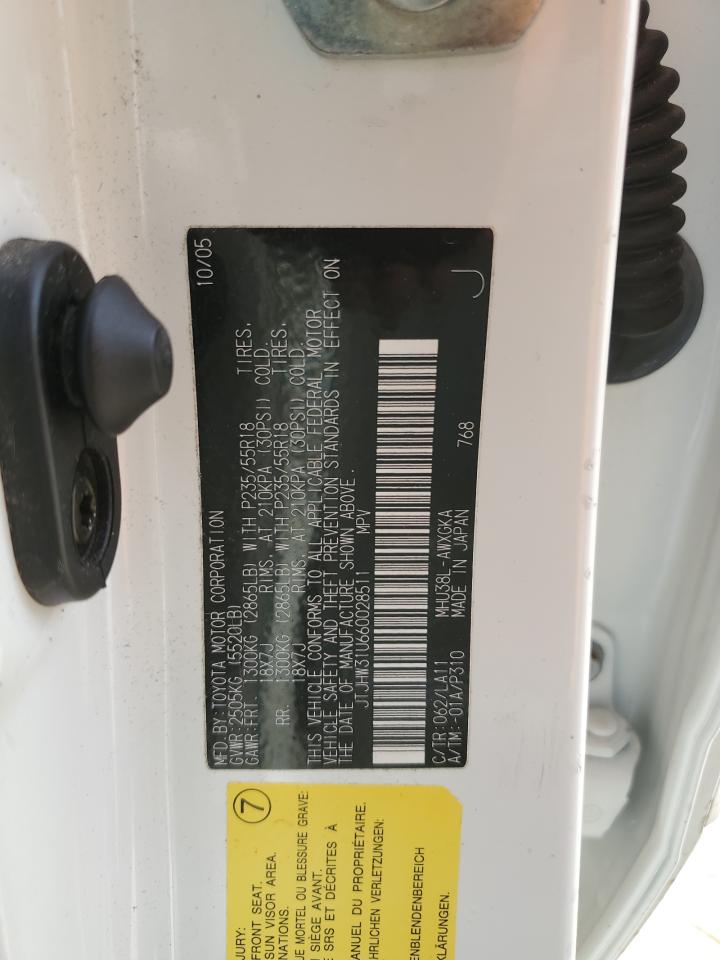 MFD. BY: TOYOTA MOTOR CORPORATION 10/05
GVWR: 2505KG (5520LB)
GAWR: FRT. 1300KG (2865LB) WITH P235/55R18 TIRES.
18X7J RIMS. AT 210KPA (30PSI) COLD.
RR. 1300KG (2865LB) WITH P235/55R18 TIRES.
18X7J RIMS. AT 210KPA (30PSI) COLD.
THIS VEHICLE CONFORMS TO ALL APPLICABLE FEDERAL MOTOR
VEHICLE SAFETY AND THEFT PREVENTION STANDARDS IN EFFECT ON
THE DATE OF MANUFACTURE SHOWN ABOVE.
JTJHW31U660028511 MPV
C/TR: 062/LA11 MHU38L-AWXGKA
A/TM: -01A/P310 MADE IN JAPAN 768
J
7
JURY:
FRONT SEAT.
SUN VISOR AREA.
NATIONS.
UE MORTEL OU BLESSURE GRAVE:
SIÈGE AVANT.
SRS ET DÉCRITES À
ANUEL DU PROPRIÉTAIRE.
HRLICHEN VERLETZUNGEN:
ENBLENDENBEREICH
KLÄRUNGEN.